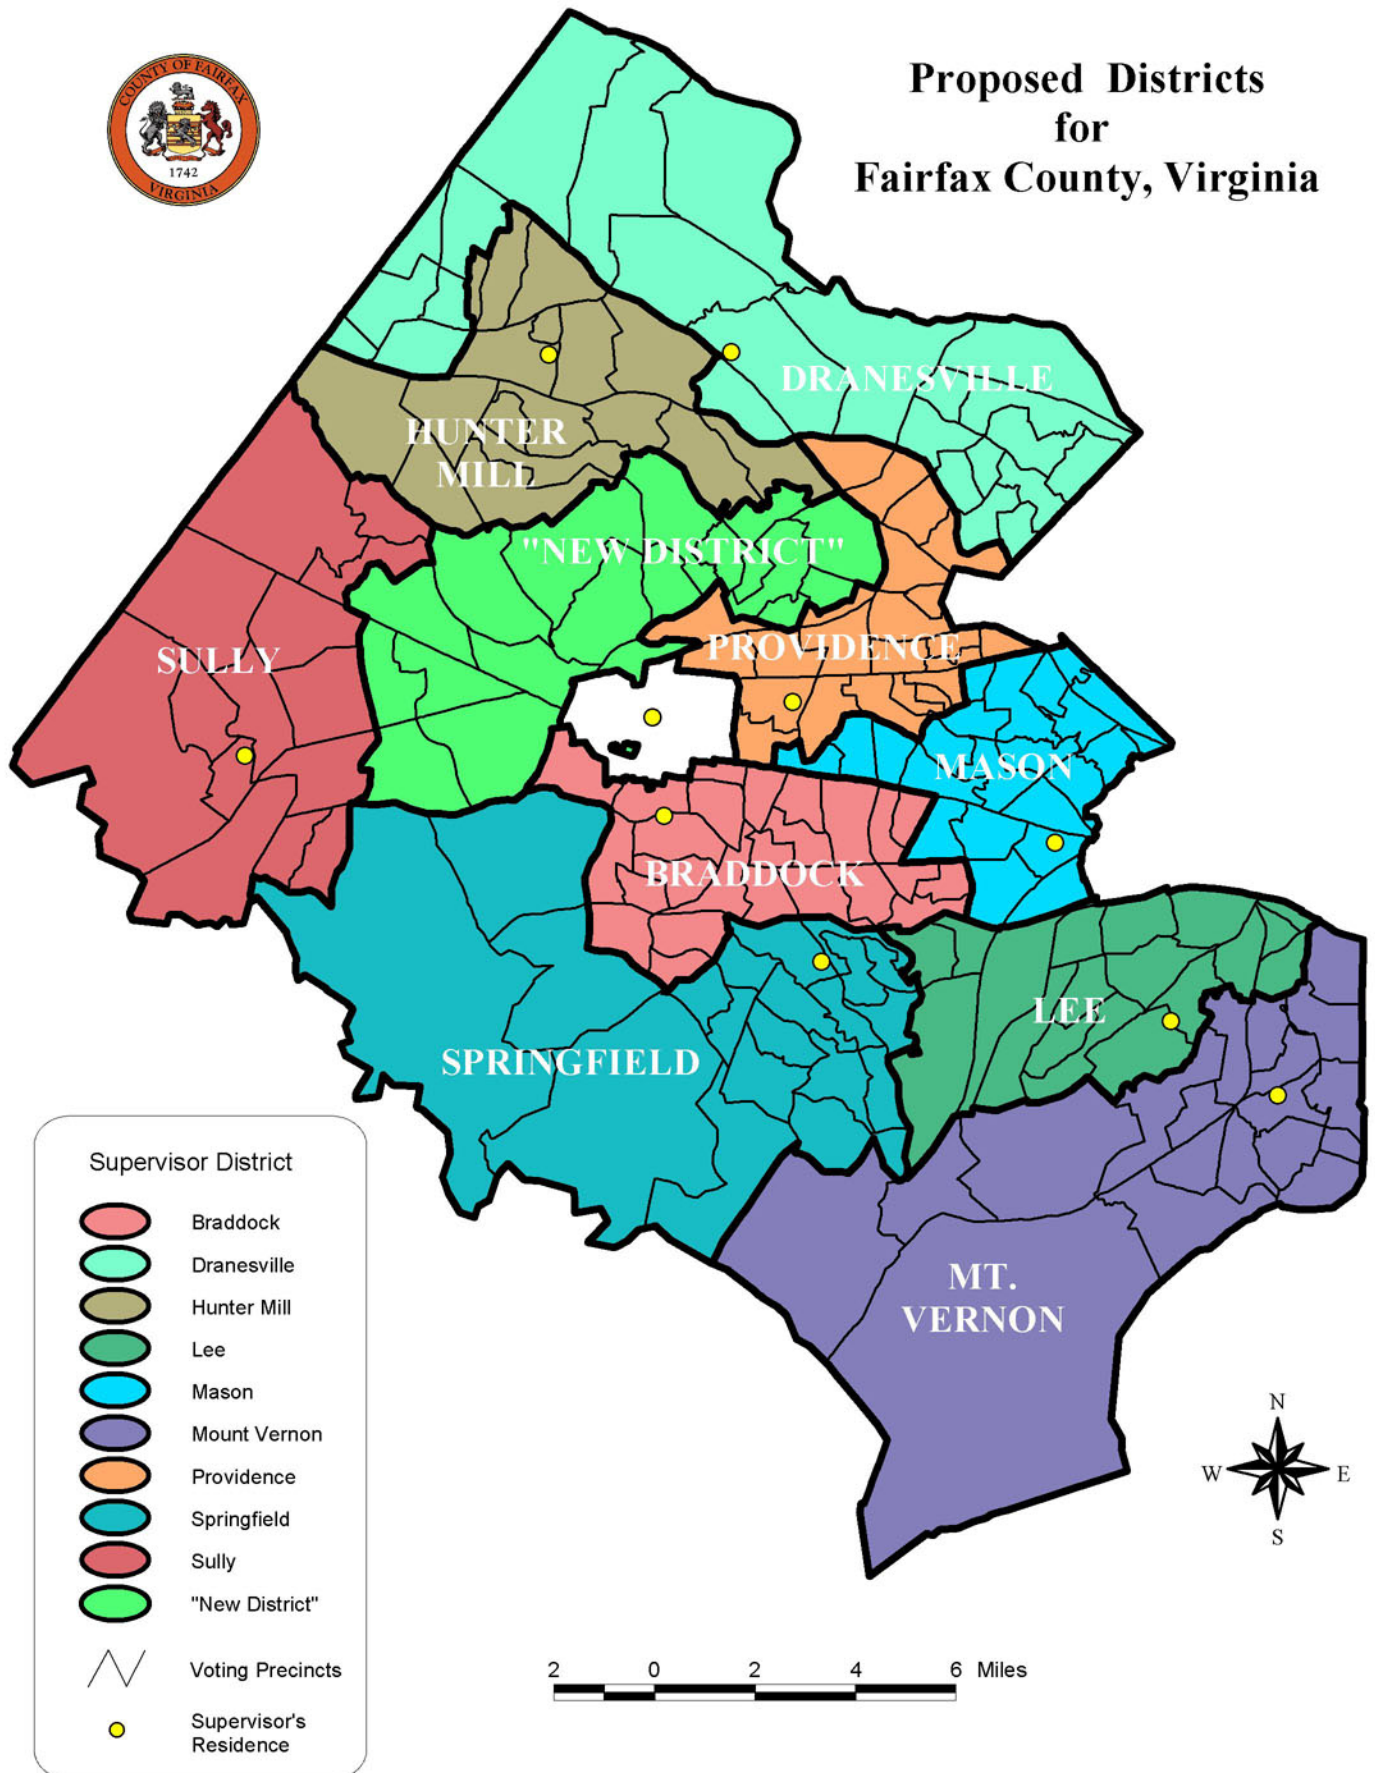 COUNTY OF FAIRFAX
1742
VIRGINIA
Proposed Districts
for
Fairfax County, Virginia
DRANESVILLE
HUNTER
MILL
"NEW DISTRICT"
SULLY
PROVIDENCE
MASON
BRADDOCK
LEE
SPRINGFIELD
MT.
VERNON
Supervisor District
Braddock
Dranesville
Hunter Mill
Lee
Mason
Mount Vernon
Providence
Springfield
Sully
"New District"
Voting Precincts
Supervisor's
Residence
N
W E
S
2 0 2 4 6 Miles